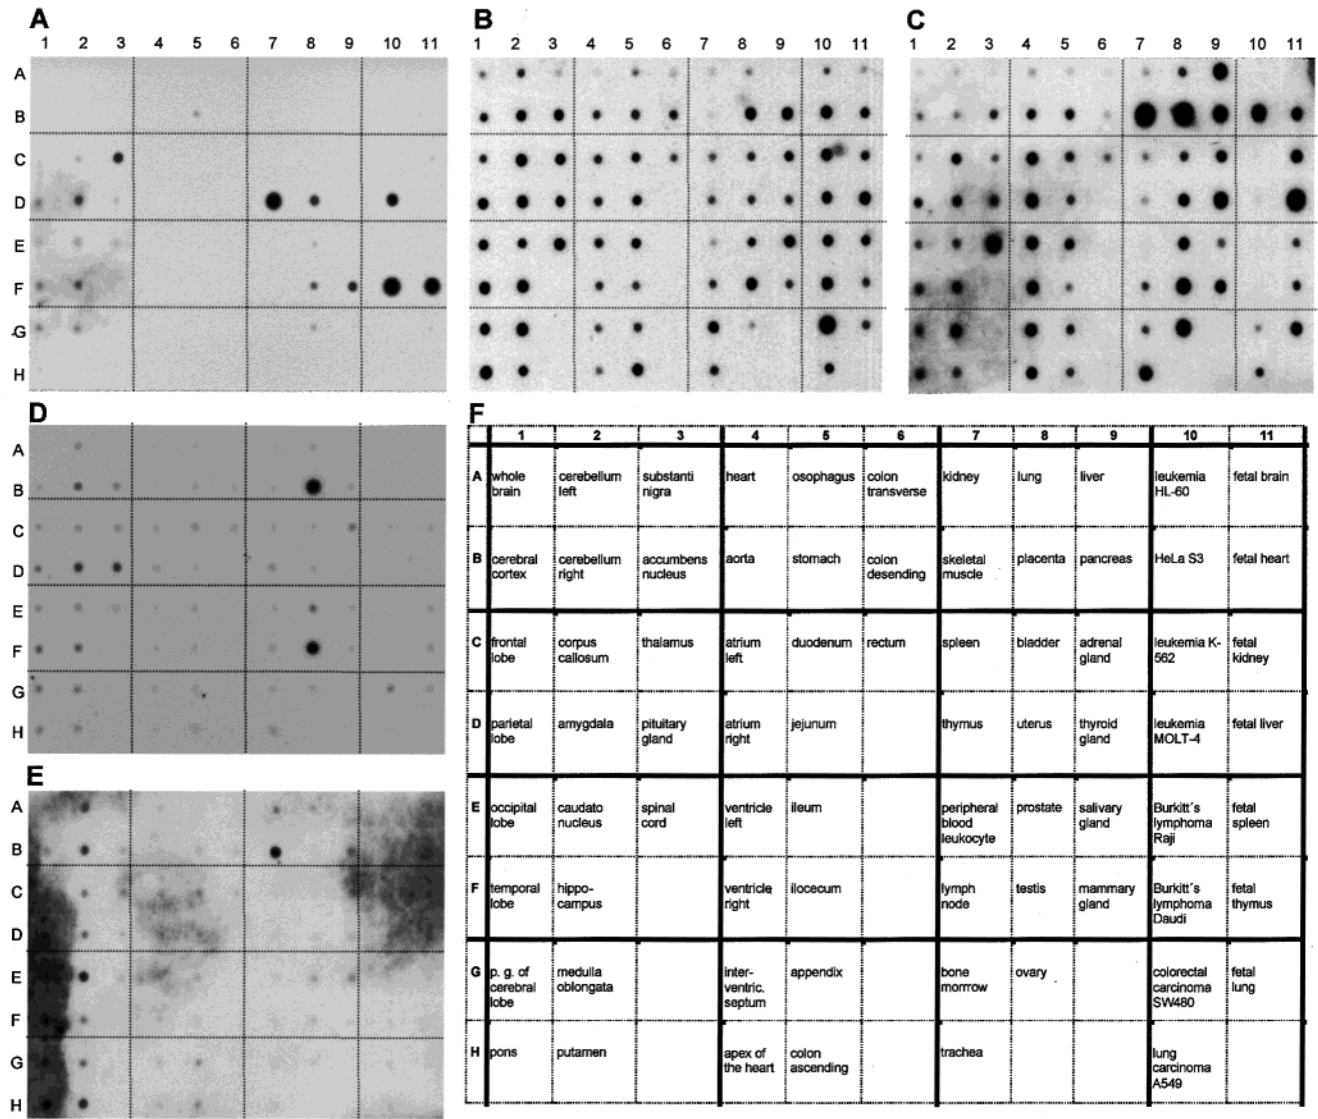 A
1 2 3 4 5 6 7 8 9 10 11
A
B
C
D
E
F
G
H
B
1 2 3 4 5 6 7 8 9 10 11
C
1 2 3 4 5 6 7 8 9 10 11
D
A
B
C
D
E
F
G
H
E
A
B
C
D
E
F
G
H
F
1 2 3 4 5 6 7 8 9 10 11
A whole cerebellum substanti heart osophagus colon kidney lung liver leukemia fetal brain
brain left nigra transverse HL-60
B cerebral cerebellum accumbens aorta stomach colon skeletal placenta pancreas HeLa S3 fetal heart
cortex right nucleus desending muscle
C frontal corpus thalamus atrium duodenum rectum spleen bladder adrenal leukemia K- fetal
lobe callosum left gland 562 kidney
D parietal amygdala pituitary atrium jejunum thymus uterus thyroid leukemia fetal liver
lobe gland right gland MOLT-4
E occipital caudato spinal ventricle ileum peripheral prostate salivary Burkitt´s fetal
lobe nucleus cord left blood gland lymphoma spleen
leukocyte Raji
F temporal hippo- ventricle ilocecum lymph testis mammary Burkitt´s fetal
lobe campus right node gland lymphoma thymus
Daudi
G p. g. of medulla inter- appendix bone ovary colorectal fetal
cerebral oblongata ventric. morrrow carcinoma lung
lobe septum SW480
H pons putamen apex of colon trachea lung
the heart ascending carcinoma
A549